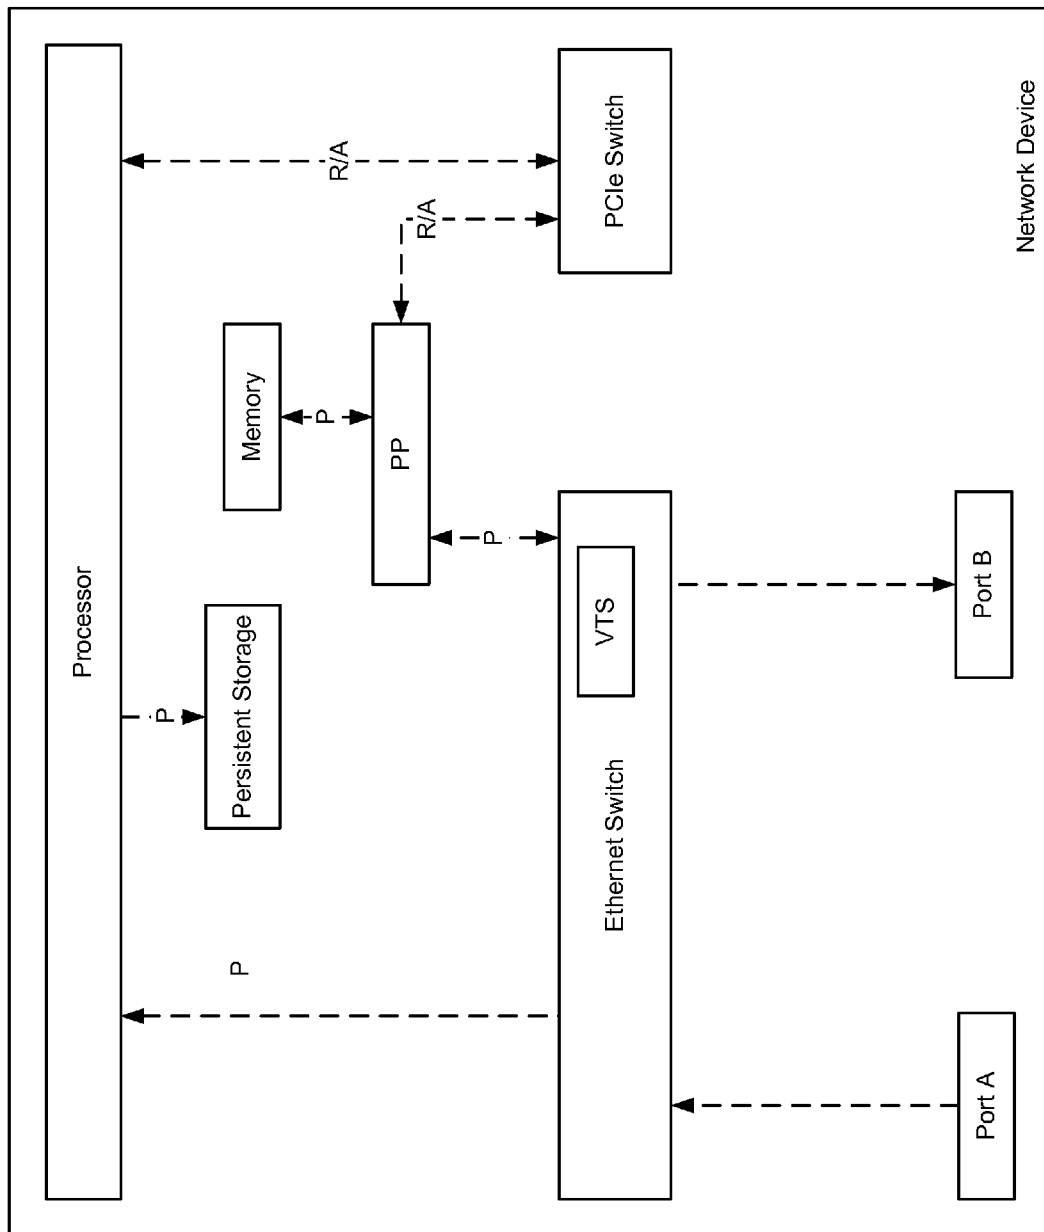 Processor
P
P
Persistent Storage
Memory
P
PP
P
R/A
R/A
Ethernet Switch
VTS
PCIe Switch
Port A
Port B
Network Device